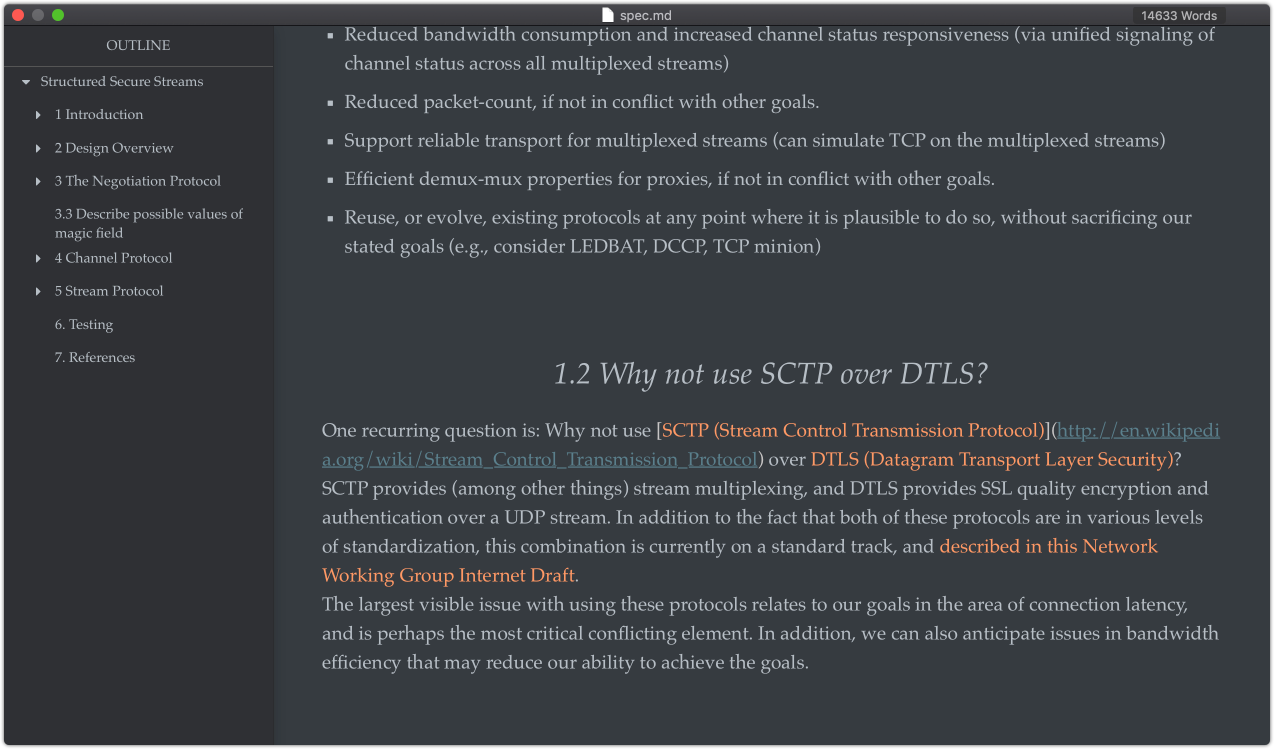 spec.md
14633 Words
OUTLINE
Structured Secure Streams
1 Introduction
2 Design Overview
3 The Negotiation Protocol
3.3 Describe possible values of
magic field
4 Channel Protocol
5 Stream Protocol
6. Testing
7. References
Reduced bandwidth consumption and increased channel status responsiveness (via unified signaling of
channel status across all multiplexed streams)
Reduced packet-count, if not in conflict with other goals.
Support reliable transport for multiplexed streams (can simulate TCP on the multiplexed streams)
Efficient demux-mux properties for proxies, if not in conflict with other goals.
Reuse, or evolve, existing protocols at any point where it is plausible to do so, without sacrificing our
stated goals (e.g., consider LEDBAT, DCCP, TCP minion)
1.2 Why not use SCTP over DTLS?
One recurring question is: Why not use [SCTP (Stream Control Transmission Protocol)](http://en.wikipedi
a.org/wiki/Stream_Control_Transmission_Protocol) over DTLS (Datagram Transport Layer Security)?
SCTP provides (among other things) stream multiplexing, and DTLS provides SSL quality encryption and
authentication over a UDP stream. In addition to the fact that both of these protocols are in various levels
of standardization, this combination is currently on a standard track, and described in this Network
Working Group Internet Draft.
The largest visible issue with using these protocols relates to our goals in the area of connection latency,
and is perhaps the most critical conflicting element. In addition, we can also anticipate issues in bandwidth
efficiency that may reduce our ability to achieve the goals.